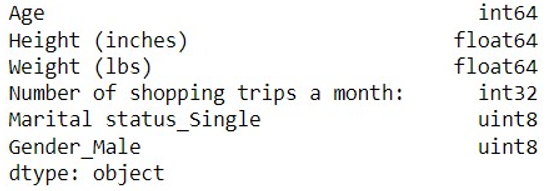 Age int64
Height (inches) float64
Weight (lbs) float64
Number of shopping trips a month: int32
Marital status_Single uint8
Gender_Male uint8
dtype: object